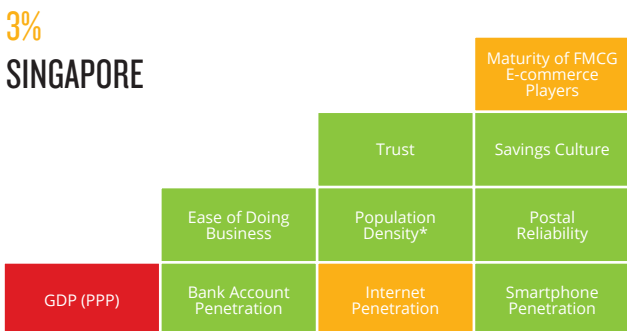 3%
SINGAPORE
Maturity of FMCG
E-commerce
Players
Trust
Savings Culture
Ease of Doing
Business
Population
Density*
Postal
Reliability
GDP (PPP)
Bank Account
Penetration
Internet
Penetration
Smartphone
Penetration